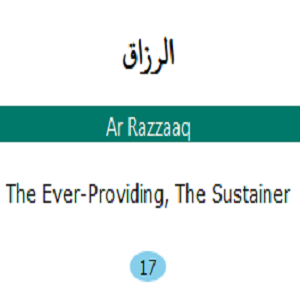 الرزاق
Ar Razzaaq
The Ever-Providing, The Sustainer
17